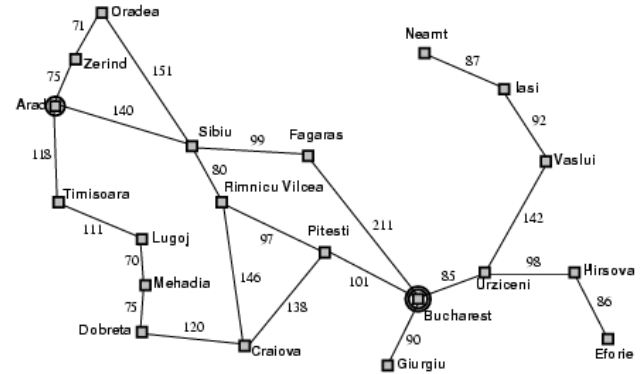 Oradea
71
Neamt
Zerind
87
75
151
Iasi
Arad
140
92
Sibiu
Fagaras
99
118
80
Vaslui
Rimnicu Vilcea
Timisoara
211
142
111
Lugoj
97
Pitesti
70
98
Hirsova
146
85
Mehadia
101
Urziceni
138
86
75
Bucharest
120
Dobreta
90
Craiova
Eforie
Giurgiu